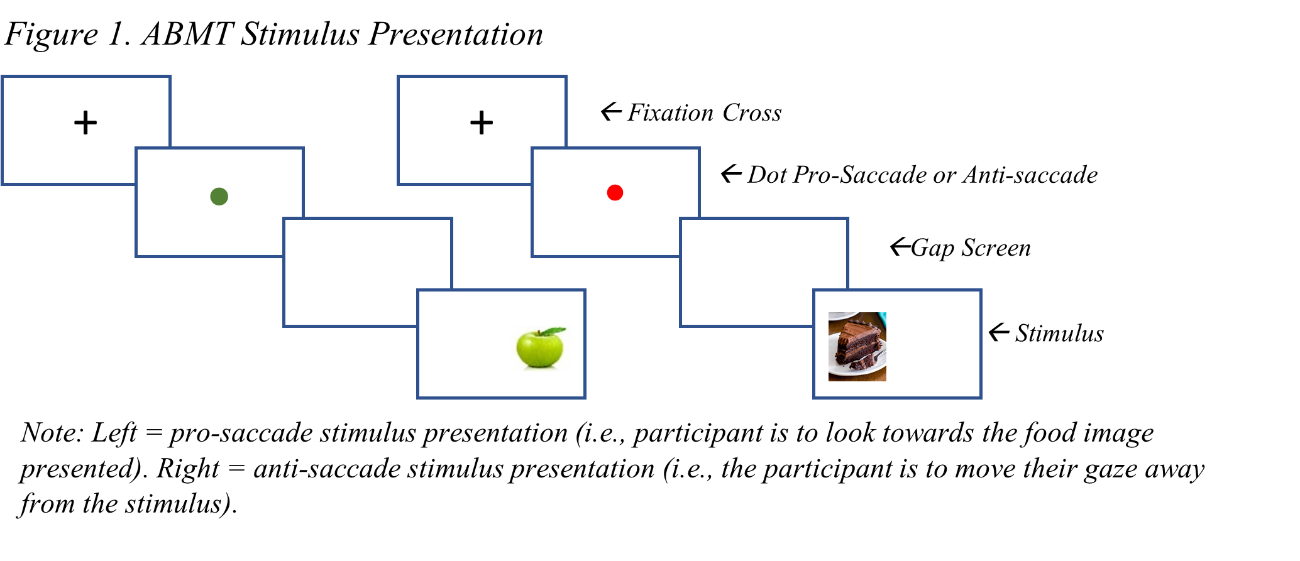 Figure 1. ABMT Stimulus Presentation
← Fixation Cross
← Dot Pro-Saccade or Anti-saccade
←Gap Screen
← Stimulus
Note: Left = pro-saccade stimulus presentation (i.e., participant is to look towards the food image
presented). Right = anti-saccade stimulus presentation (i.e., the participant is to move their gaze away
from the stimulus).